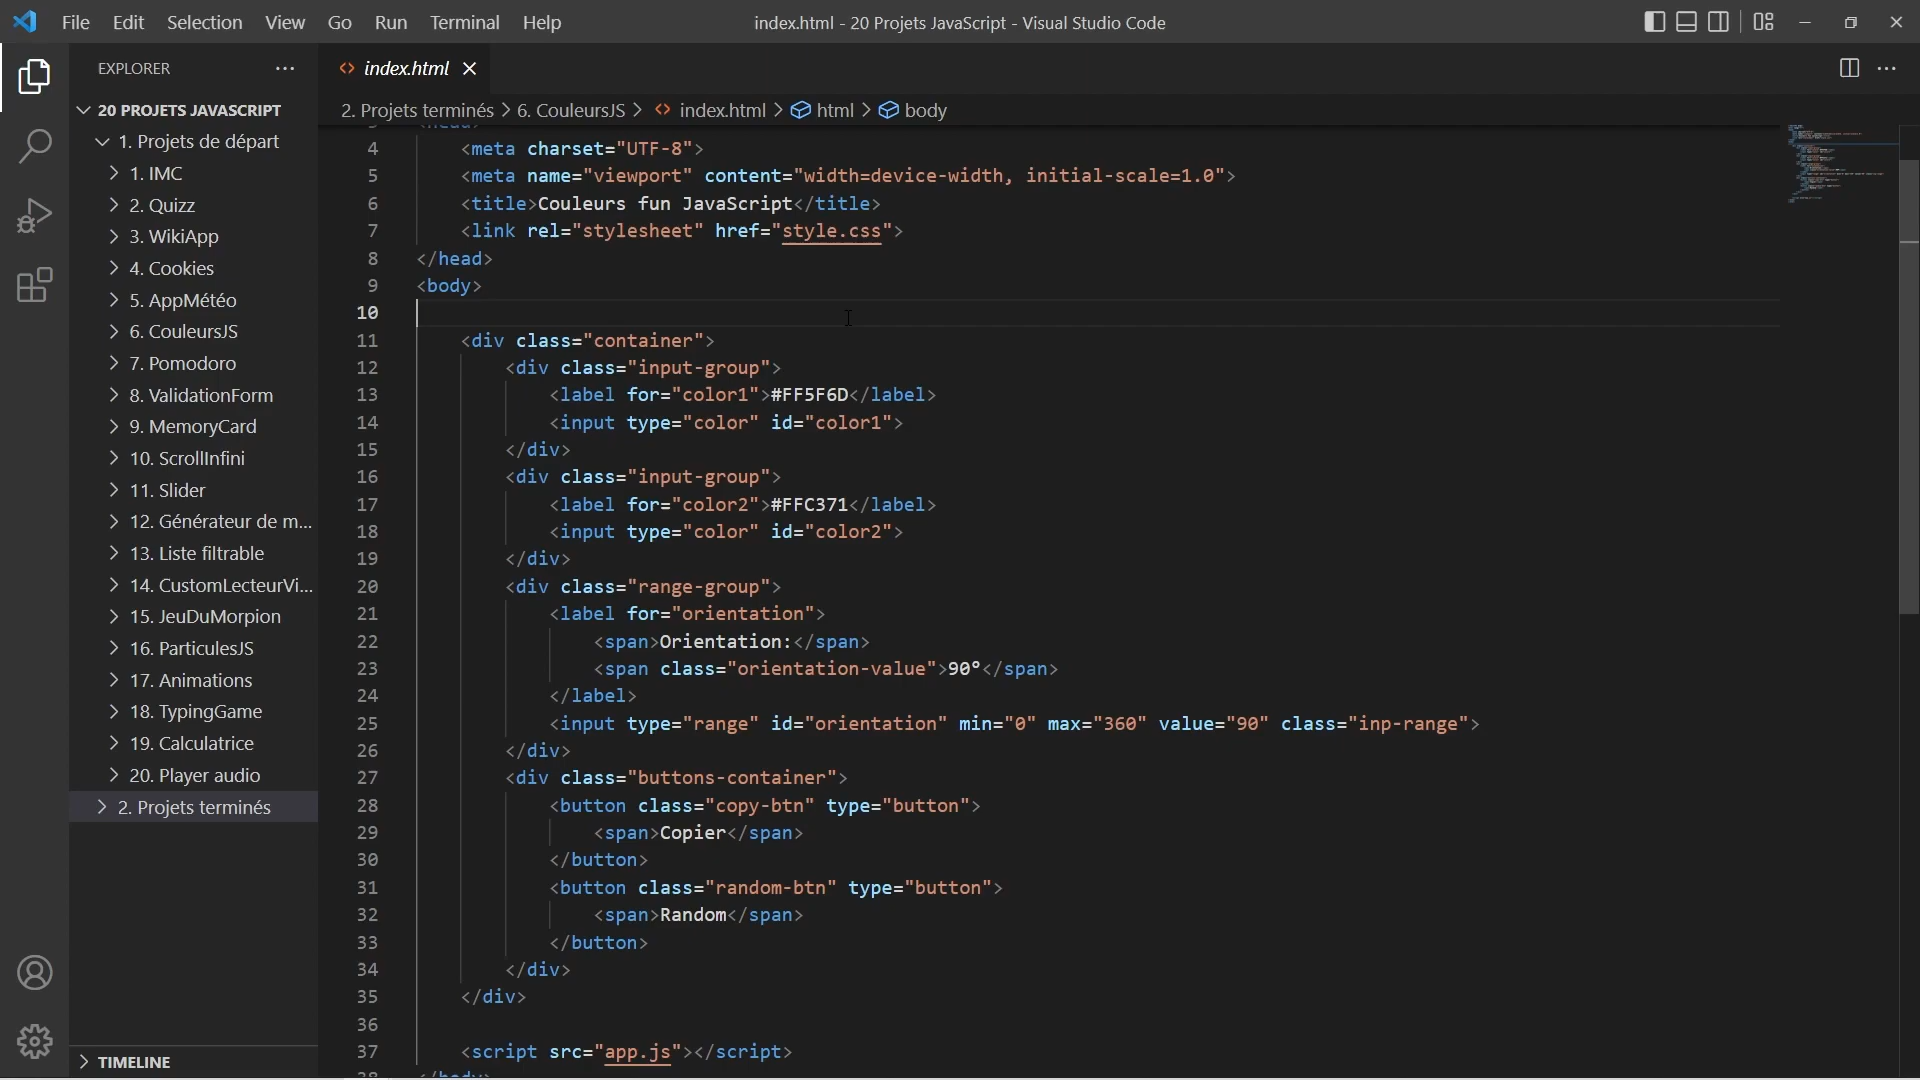 File Edit Selection View Go Run Terminal Help
index.html - 20 Projets JavaScript - Visual Studio Code
EXPLORER
index.html
20 PROJETS JAVASCRIPT
2. Projets terminés > 6. CouleursJS > index.html > html > body
1. Projets de départ
1. IMC
2. Quizz
3. WikiApp
4. Cookies
5. AppMétéo
6. CouleursJS
7. Pomodoro
8. ValidationForm
9. MemoryCard
10. ScrollInfini
11. Slider
12. Générateur de m...
13. Liste filtrable
14. CustomLecteurVi...
15. JeuDuMorpion
16. ParticulesJS
17. Animations
18. TypingGame
19. Calculatrice
20. Player audio
2. Projets terminés
TIMELINE
4 <meta charset="UTF-8">
5 <meta name="viewport" content="width=device-width, initial-scale=1.0">
6 <title>Couleurs fun JavaScript</title>
7 <link rel="stylesheet" href="style.css">
8 </head>
9 <body>
10
11 <div class="container">
12 <div class="input-group">
13 <label for="color1">#FF5F6D</label>
14 <input type="color" id="color1">
15 </div>
16 <div class="input-group">
17 <label for="color2">#FFC371</label>
18 <input type="color" id="color2">
19 </div>
20 <div class="range-group">
21 <label for="orientation">
22 <span>Orientation:</span>
23 <span class="orientation-value">90°</span>
24 </label>
25 <input type="range" id="orientation" min="0" max="360" value="90" class="inp-range">
26 </div>
27 <div class="buttons-container">
28 <button class="copy-btn" type="button">
29 <span>Copier</span>
30 </button>
31 <button class="random-btn" type="button">
32 <span>Random</span>
33 </button>
34 </div>
35 </div>
36
37 <script src="app.js"></script>